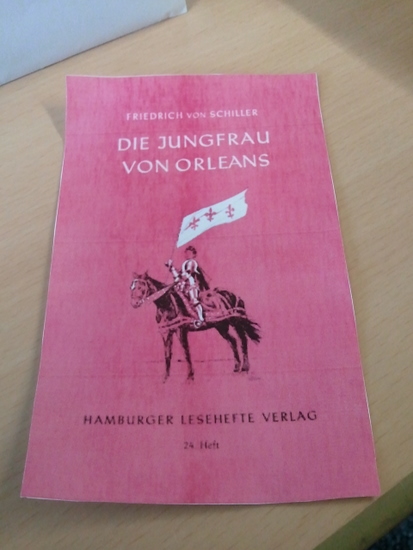 FRIEDRICH VON SCHILLER
DIE JUNGFRAU
VON ORLEANS
HAMBURGER LESEHEFTE VERLAG
24. Heft